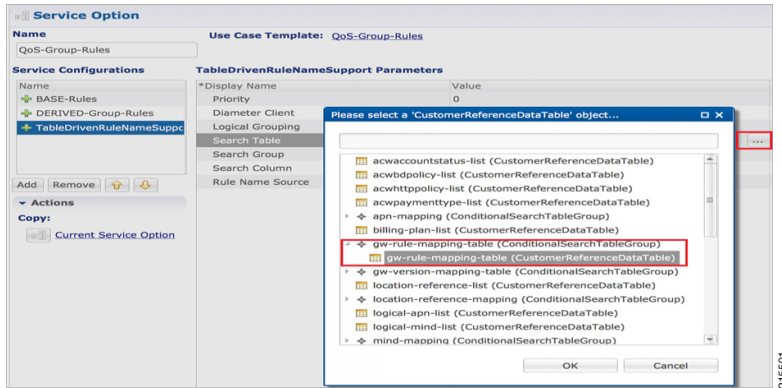 Service Option
Name
QoS-Group-Rules
Use Case Template: QoS-Group-Rules
Service Configurations
Name
BASE-Rules
DERIVED-Group-Rules
TableDrivenRuleNameSuppo
Add Remove
Actions
Copy:
Current Service Option
TableDrivenRuleNameSupport Parameters
*Display Name Value
Priority 0
Diameter Client
Logical Grouping
Search Table ...
Search Group
Search Column
Rule Name Source
Please select a 'CustomerReferenceDataTable' object...
acwaccountstatus-list (CustomerReferenceDataTable)
acwbdpolicy-list (CustomerReferenceDataTable)
acwhttppolicy-list (CustomerReferenceDataTable)
acwpaymenttype-list (CustomerReferenceDataTable)
apn-mapping (ConditionalSearchTableGroup)
billing-plan-list (CustomerReferenceDataTable)
gw-rule-mapping-table (ConditionalSearchTableGroup)
gw-rule-mapping-table (CustomerReferenceDataTable)
gw-version-mapping-table (ConditionalSearchTableGroup)
location-reference-list (CustomerReferenceDataTable)
location-reference-mapping (ConditionalSearchTableGroup)
logical-apn-list (CustomerReferenceDataTable)
logical-mind-list (CustomerReferenceDataTable)
mind-mapping (ConditionalSearchTableGroup)
OK Cancel